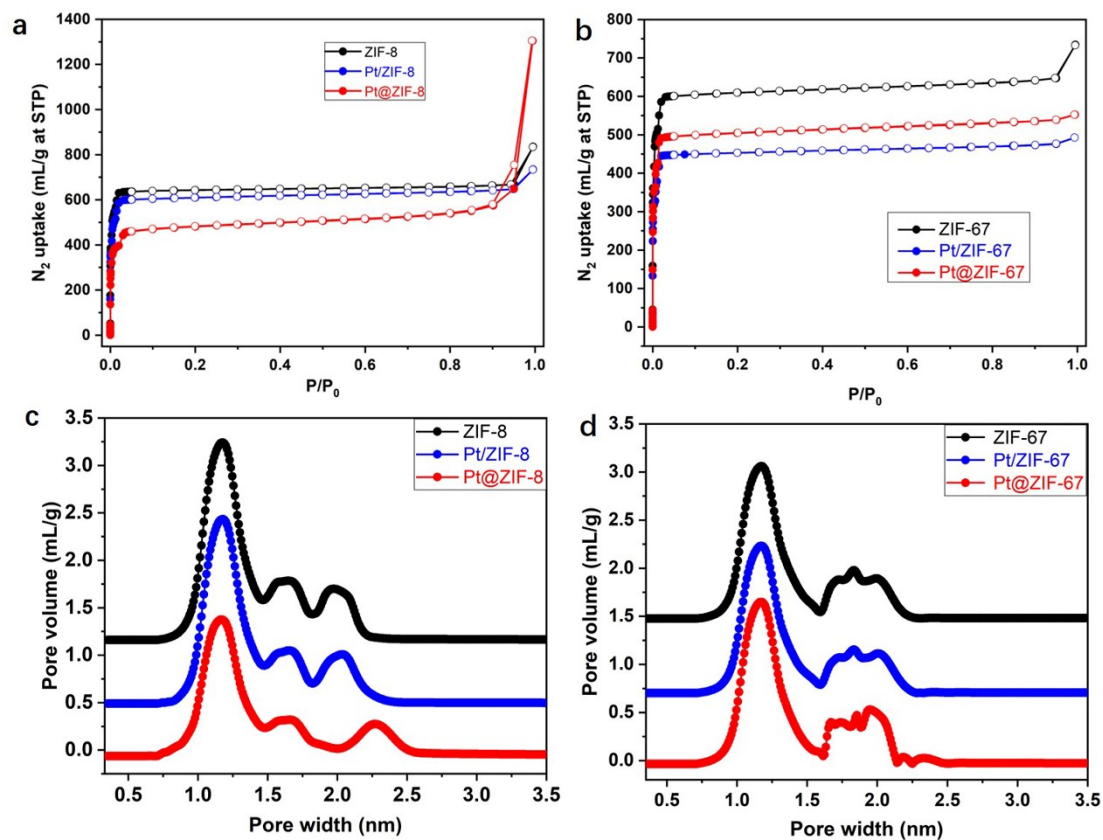 a
N₂ uptake (mL/g at STP)
1400
1200
1000
800
600
400
200
0
ZIF-8
Pt/ZIF-8
Pt@ZIF-8
0.0 0.2 0.4 0.6 0.8 1.0
P/P₀
b
N₂ uptake (mL/g at STP)
800
700
600
500
400
300
200
100
0
ZIF-67
Pt/ZIF-67
Pt@ZIF-67
0.0 0.2 0.4 0.6 0.8 1.0
P/P₀
c
Pore volume (mL/g)
3.5
3.0
2.5
2.0
1.5
1.0
0.5
0.0
ZIF-8
Pt/ZIF-8
Pt@ZIF-8
0.5 1.0 1.5 2.0 2.5 3.0 3.5
Pore width (nm)
d
Pore volume (mL/g)
3.5
3.0
2.5
2.0
1.5
1.0
0.5
0.0
ZIF-67
Pt/ZIF-67
Pt@ZIF-67
0.5 1.0 1.5 2.0 2.5 3.0 3.5
Pore width (nm)